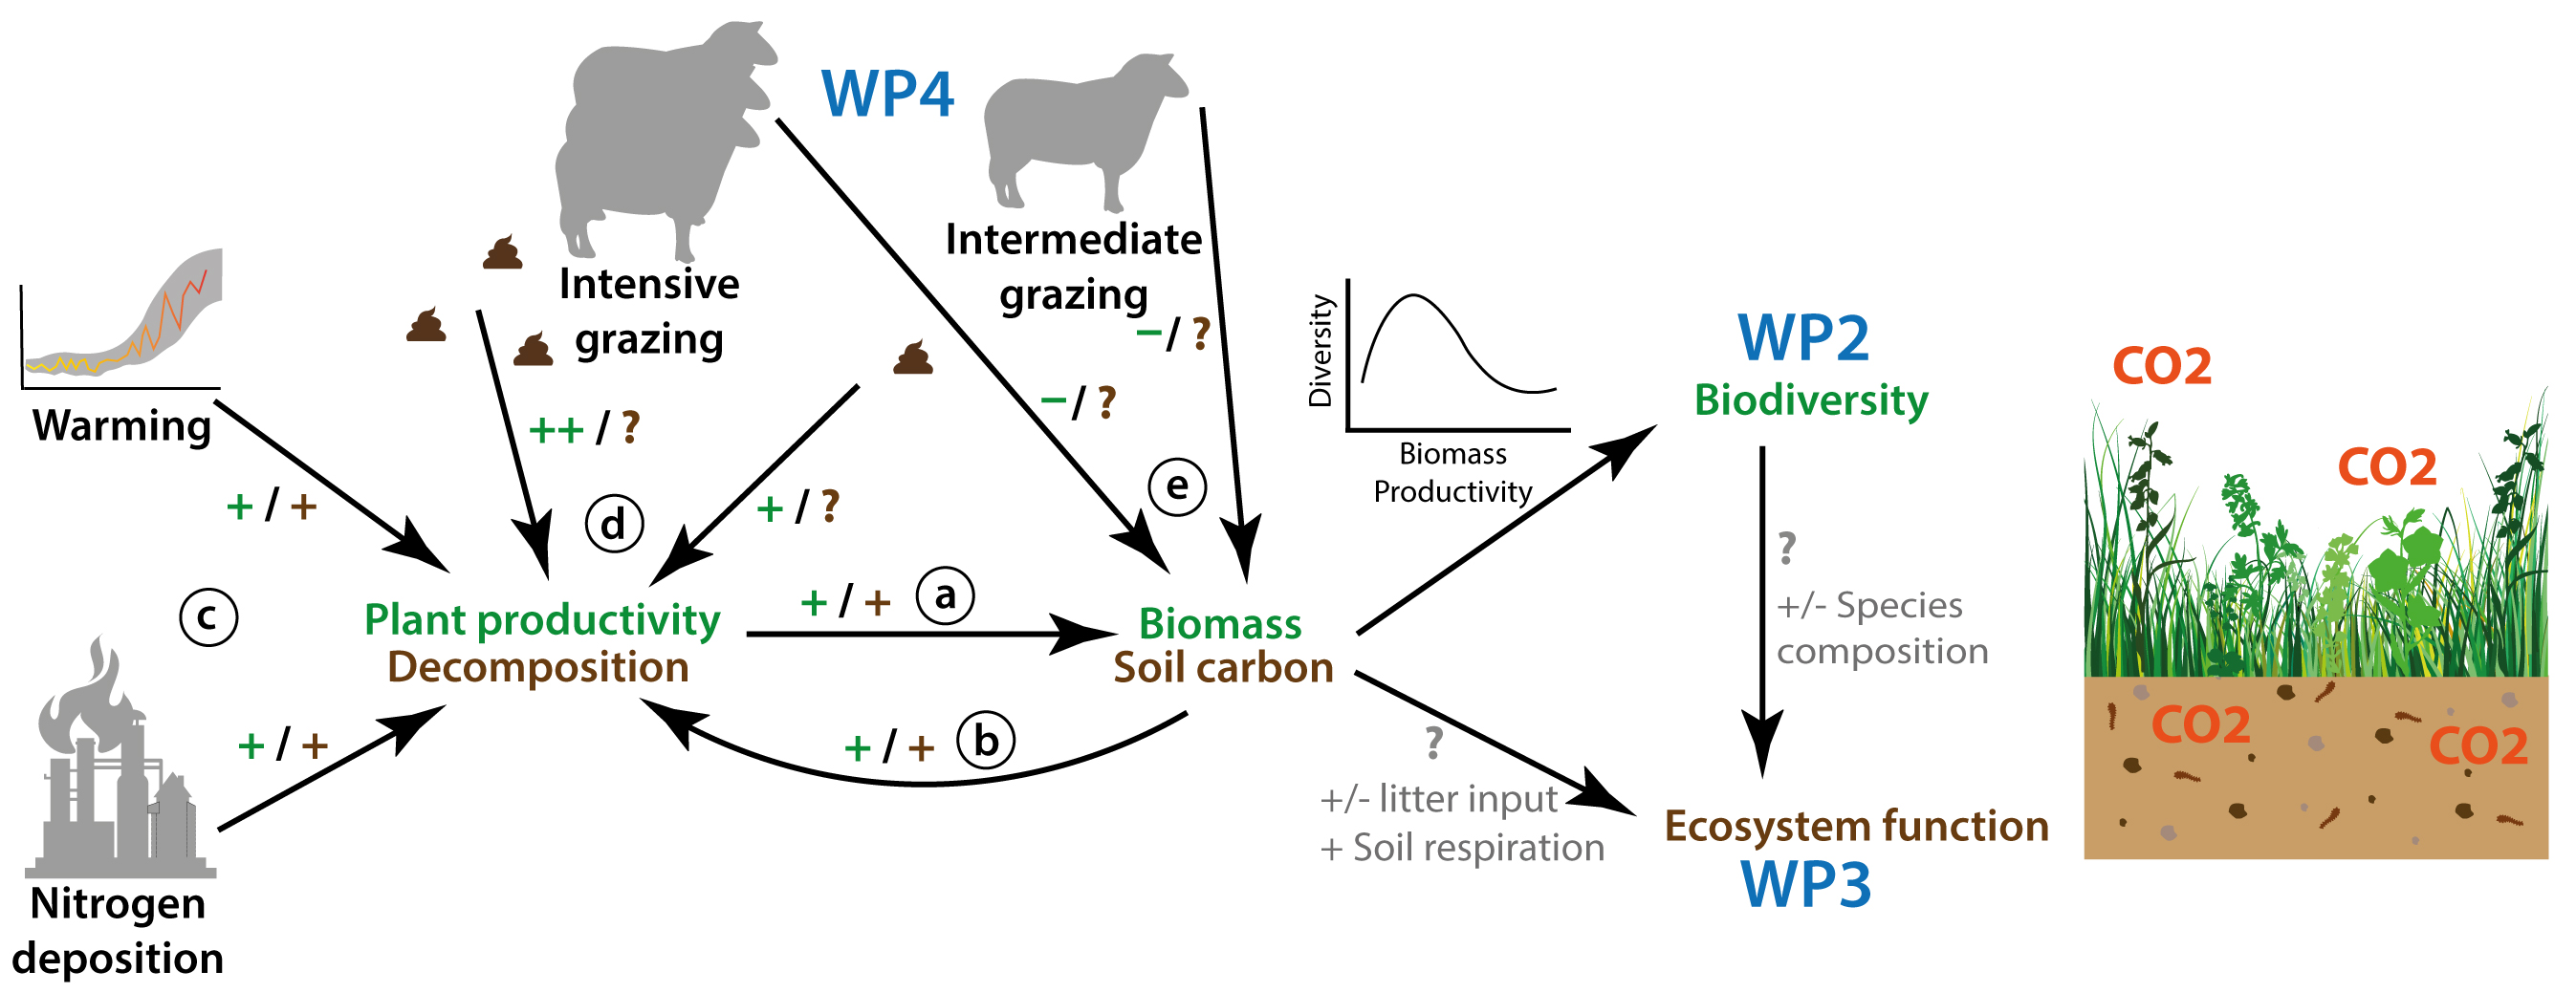 WP4
Intensive
grazing
Intermediate
grazing
Warming
+ / +
++ / ?
+ / ?
− / ?
− / ?
c
d
e
Nitrogen
deposition
+ / +
Plant productivity
Decomposition
+ / +
a
+ / +
b
Biomass
Soil carbon
Diversity
Biomass
Productivity
WP2
Biodiversity
?
+/- Species
composition
?
+/- litter input
+ Soil respiration
Ecosystem function
WP3
CO2
CO2
CO2
CO2